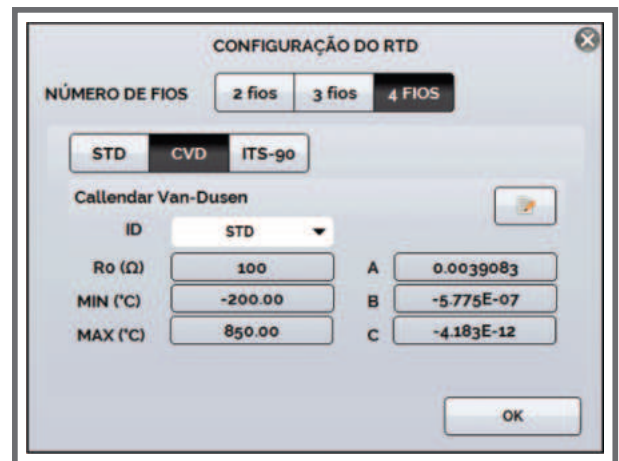 CONFIGURAÇÃO DO RTD
NÚMERO DE FIOS 2 fios 3 fios 4 FIOS
STD CVD ITS-90
Callendar Van-Dusen
ID STD
Ro (Ω) 100 A 0.0039083
MIN (°C) -200.00 B -5.775E-07
MAX (°C) 850.00 C -4.183E-12
OK